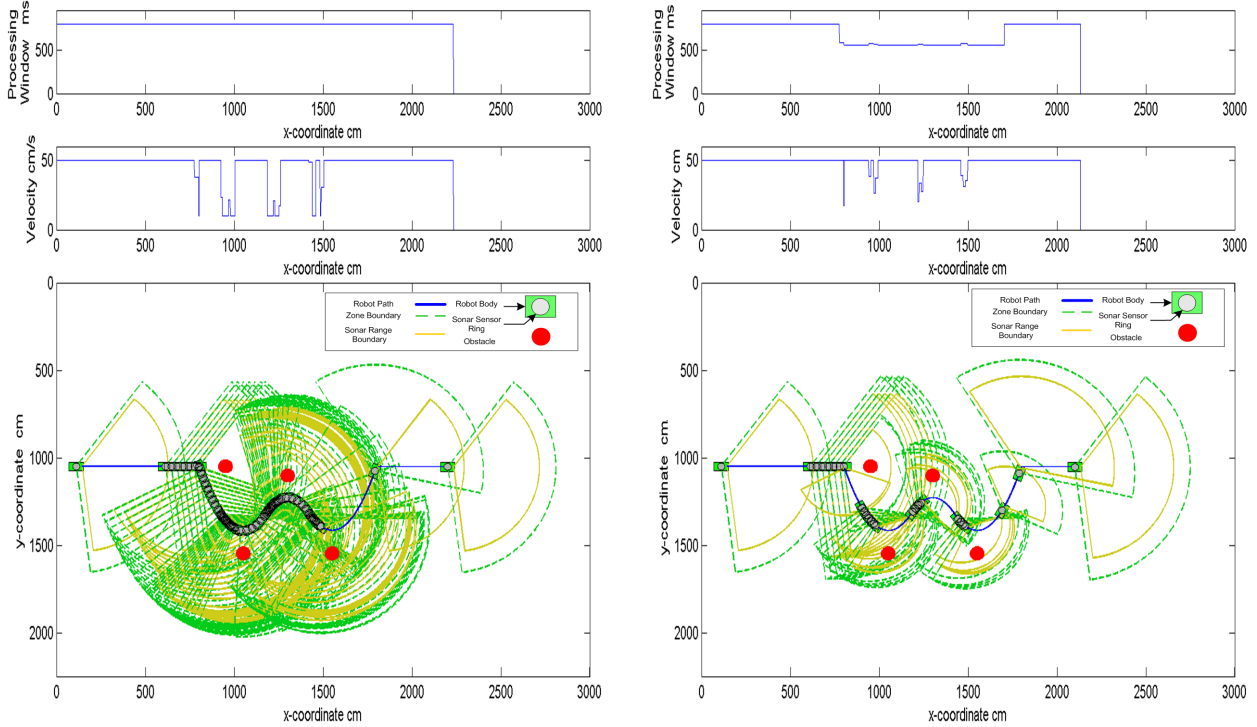 Processing
Window ms
500
0
0 500 1000 1500 2000 2500 3000
x-coordinate cm
Velocity cm/s
50
0
0 500 1000 1500 2000 2500 3000
x-coordinate cm
y-coordinate cm
0
500
1000
1500
2000
0 500 1000 1500 2000 2500 3000
x-coordinate cm
Robot Path Robot Body
Zone Boundary Sonar Sensor
Ring
Sonar Range
Boundary Obstacle
Processing
Window ms
500
0
0 500 1000 1500 2000 2500 3000
x-coordinate cm
Velocity cm
50
0
0 500 1000 1500 2000 2500 3000
x-coordinate cm
y-coordinate cm
0
500
1000
1500
2000
0 500 1000 1500 2000 2500 3000
x-coordinate cm
Robot Path Robot Body
Zone Boundary Sonar Sensor
Ring
Sonar Range
Boundary Obstacle